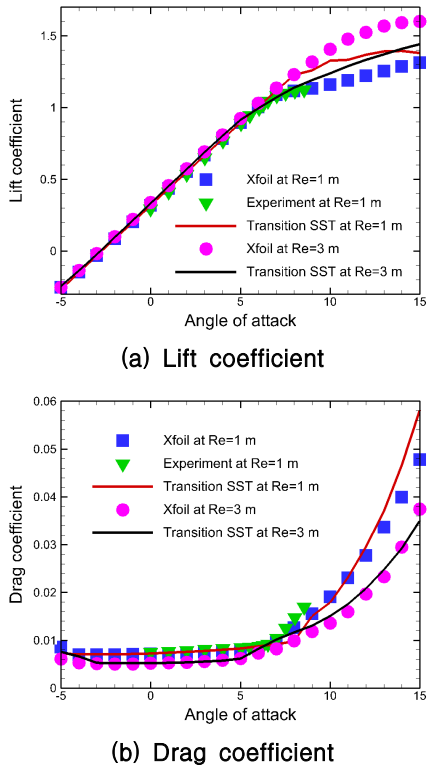 1.5
1
0.5
0
-5
0
5
10
15
Lift coefficient
Xfoil at Re=1 m
Experiment at Re=1 m
Transition SST at Re=1 m
Xfoil at Re=3 m
Transition SST at Re=3 m
Angle of attack
(a) Lift coefficient
0.06
0.05
0.04
0.03
0.02
0.01
0
-5
0
5
10
15
Drag coefficient
Xfoil at Re=1 m
Experiment at Re=1 m
Transition SST at Re=1 m
Xfoil at Re=3 m
Transition SST at Re=3 m
Angle of attack
(b) Drag coefficient